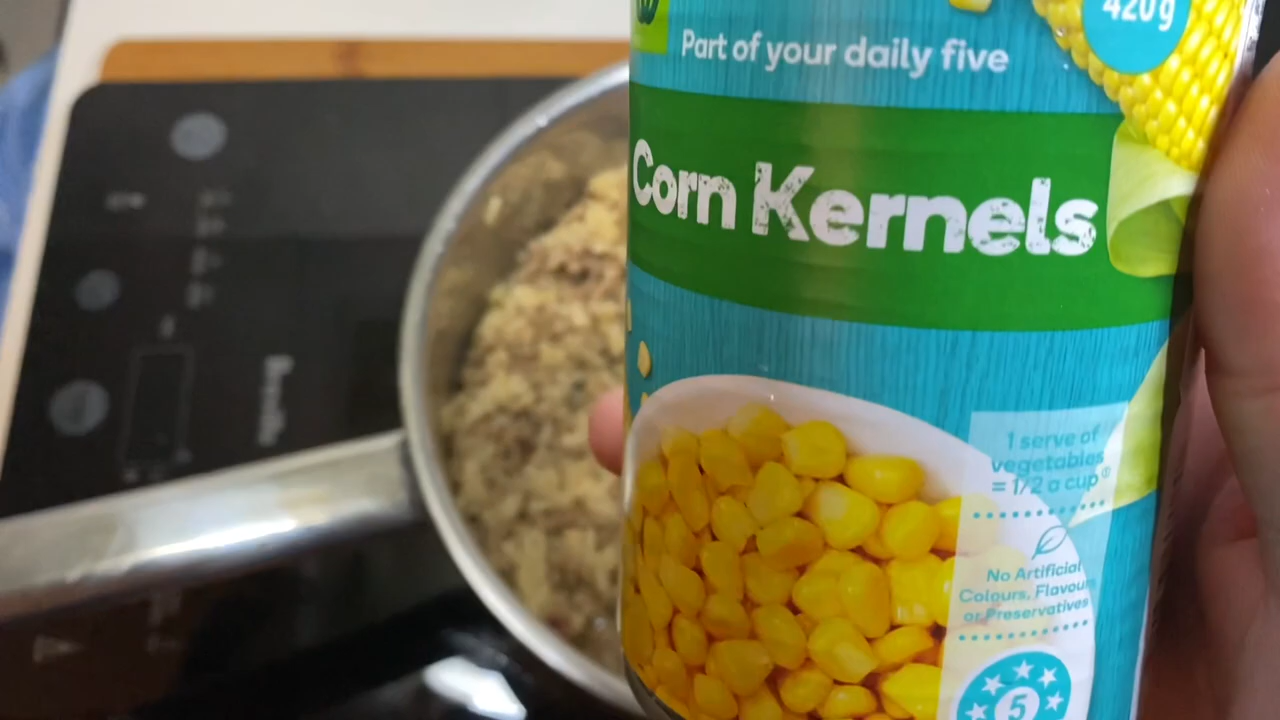 420g
Part of your daily five
Corn Kernels
1 serve of
vegetables
= 1/2 a cup
No Artificial
Colours, Flavours
or Preservatives
5